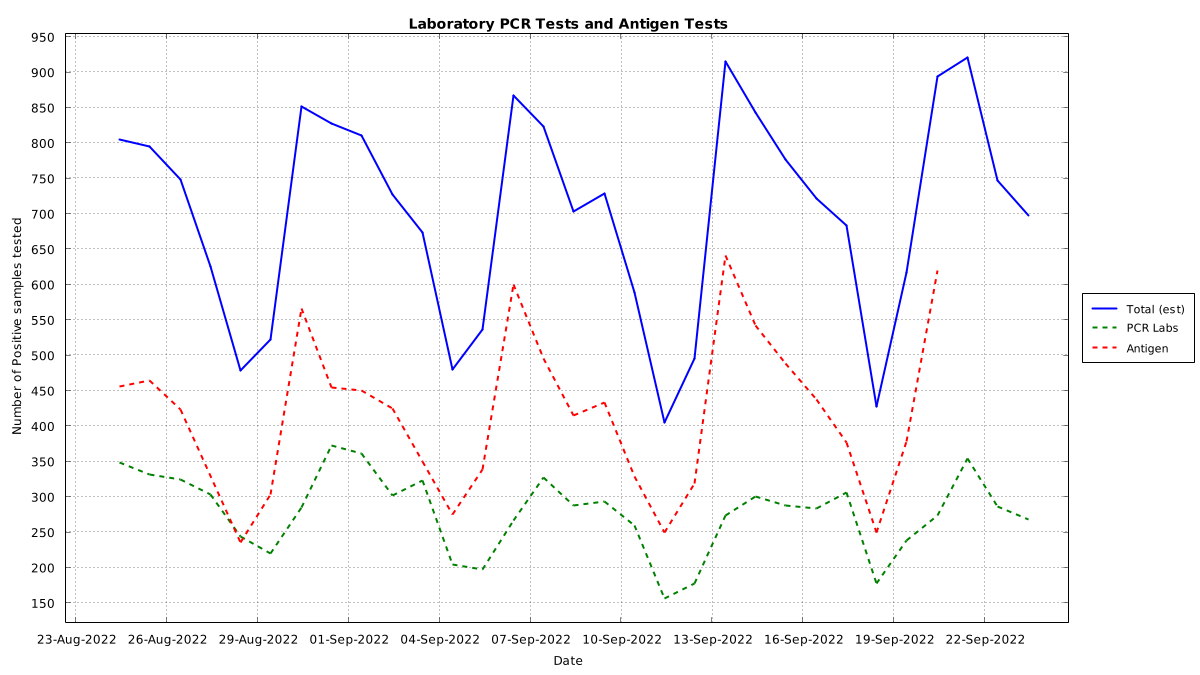 Laboratory PCR Tests and Antigen Tests
950
900
850
800
750
700
650
600
550
500
450
400
350
300
250
200
150
Number of Positive samples tested
23-Aug-2022 26-Aug-2022 29-Aug-2022 01-Sep-2022 04-Sep-2022 07-Sep-2022 10-Sep-2022 13-Sep-2022 16-Sep-2022 19-Sep-2022 22-Sep-2022
Date
Total (est)
PCR Labs
Antigen